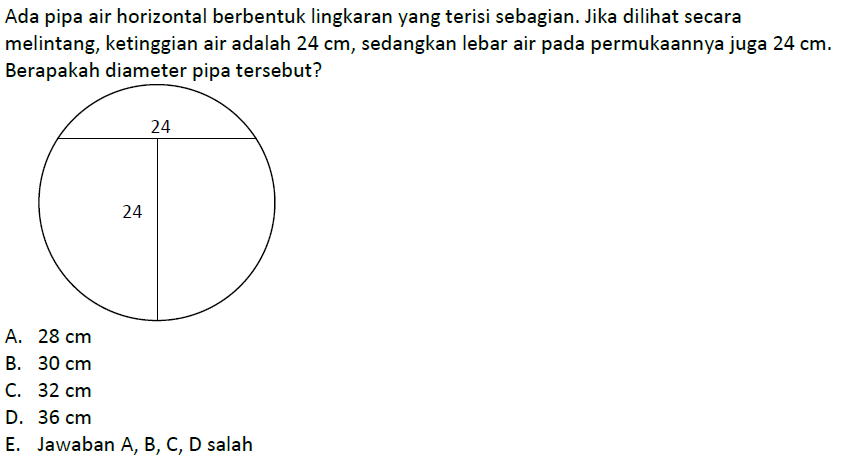 Ada pipa air horizontal berbentuk lingkaran yang terisi sebagian. Jika dilihat secara
melintang, ketinggian air adalah 24 cm, sedangkan lebar air pada permukaannya juga 24 cm.
Berapakah diameter pipa tersebut?
24
24
A. 28 cm
B. 30 cm
C. 32 cm
D. 36 cm
E. Jawaban A, B, C, D salah